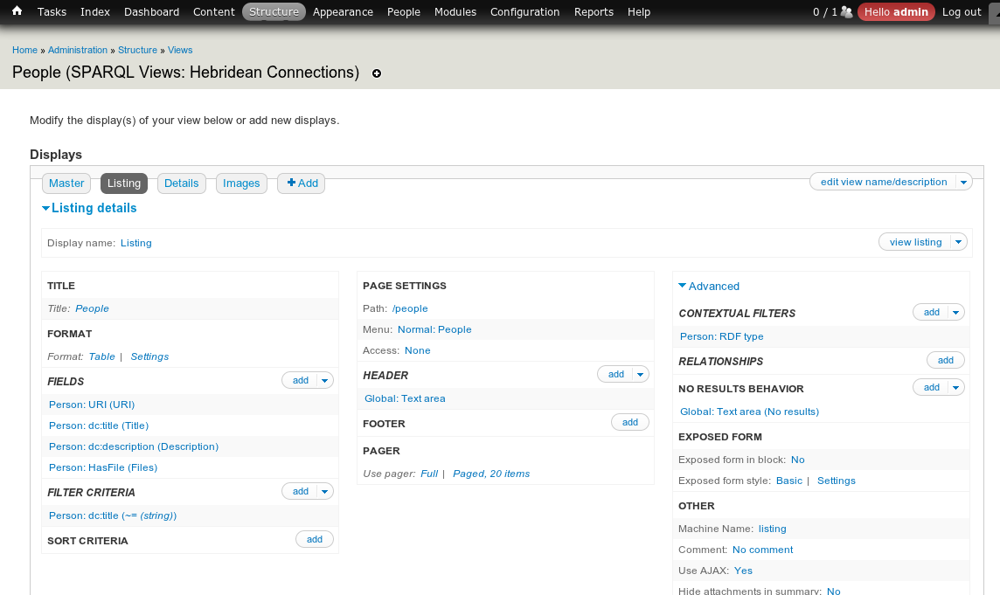 Tasks Index Dashboard Content Structure Appearance People Modules Configuration Reports Help 0 / 1 Hello admin Log out
Home » Administration » Structure » Views
People (SPARQL Views: Hebridean Connections)
Modify the display(s) of your view below or add new displays.
Displays
Master Listing Details Images Add edit view name/description
Listing details
Display name: Listing view listing
TITLE
Title: People
FORMAT
Format: Table | Settings
FIELDS add
Person: URI (URI)
Person: dc:title (Title)
Person: dc:description (Description)
Person: HasFile (Files)
FILTER CRITERIA add
Person: dc:title (~= (string))
SORT CRITERIA add
PAGE SETTINGS
Path: /people
Menu: Normal: People
Access: None
HEADER add
Global: Text area
FOOTER add
PAGER
Use pager: Full | Paged, 20 items
Advanced
CONTEXTUAL FILTERS add
Person: RDF type
RELATIONSHIPS add
NO RESULTS BEHAVIOR add
Global: Text area (No results)
EXPOSED FORM
Exposed form in block: No
Exposed form style: Basic | Settings
OTHER
Machine Name: listing
Comment: No comment
Use AJAX: Yes
Hide attachments in summary: No